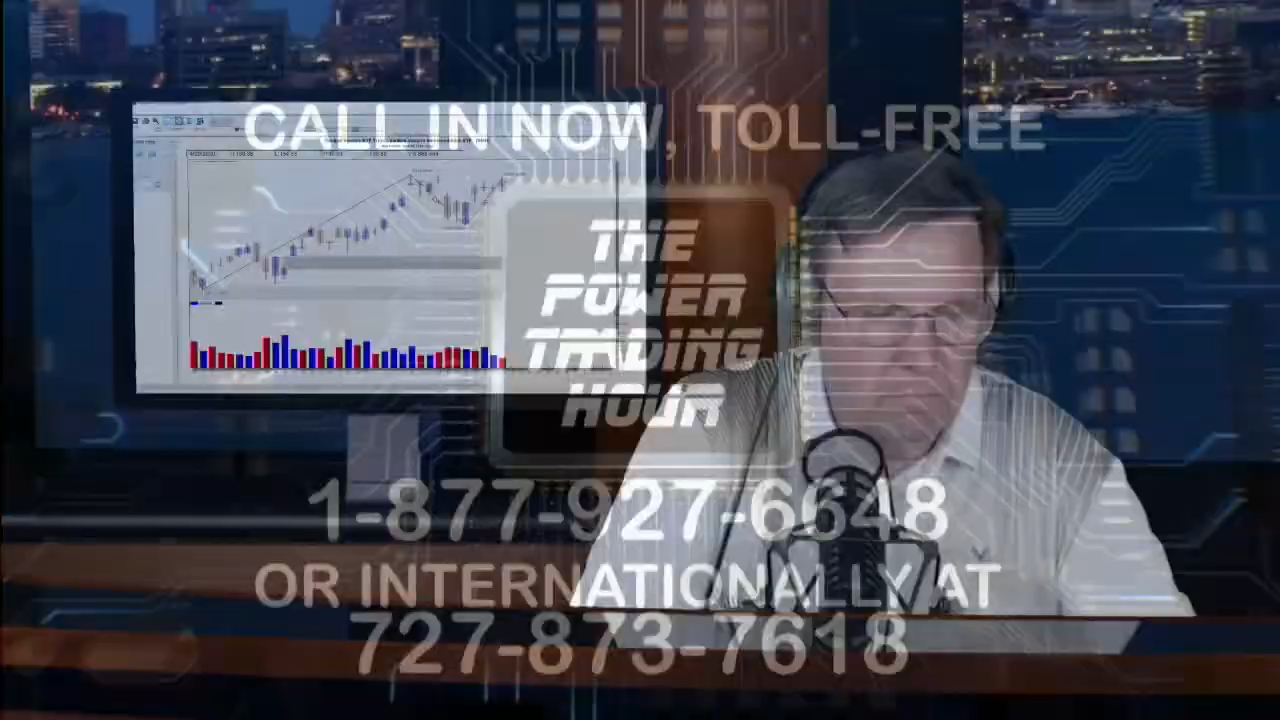 CALL IN NOW, TOLL-FREE
THE
POWER
TRADING
HOUR
1-877-927-6648
OR INTERNATIONALLY AT
727-873-7618